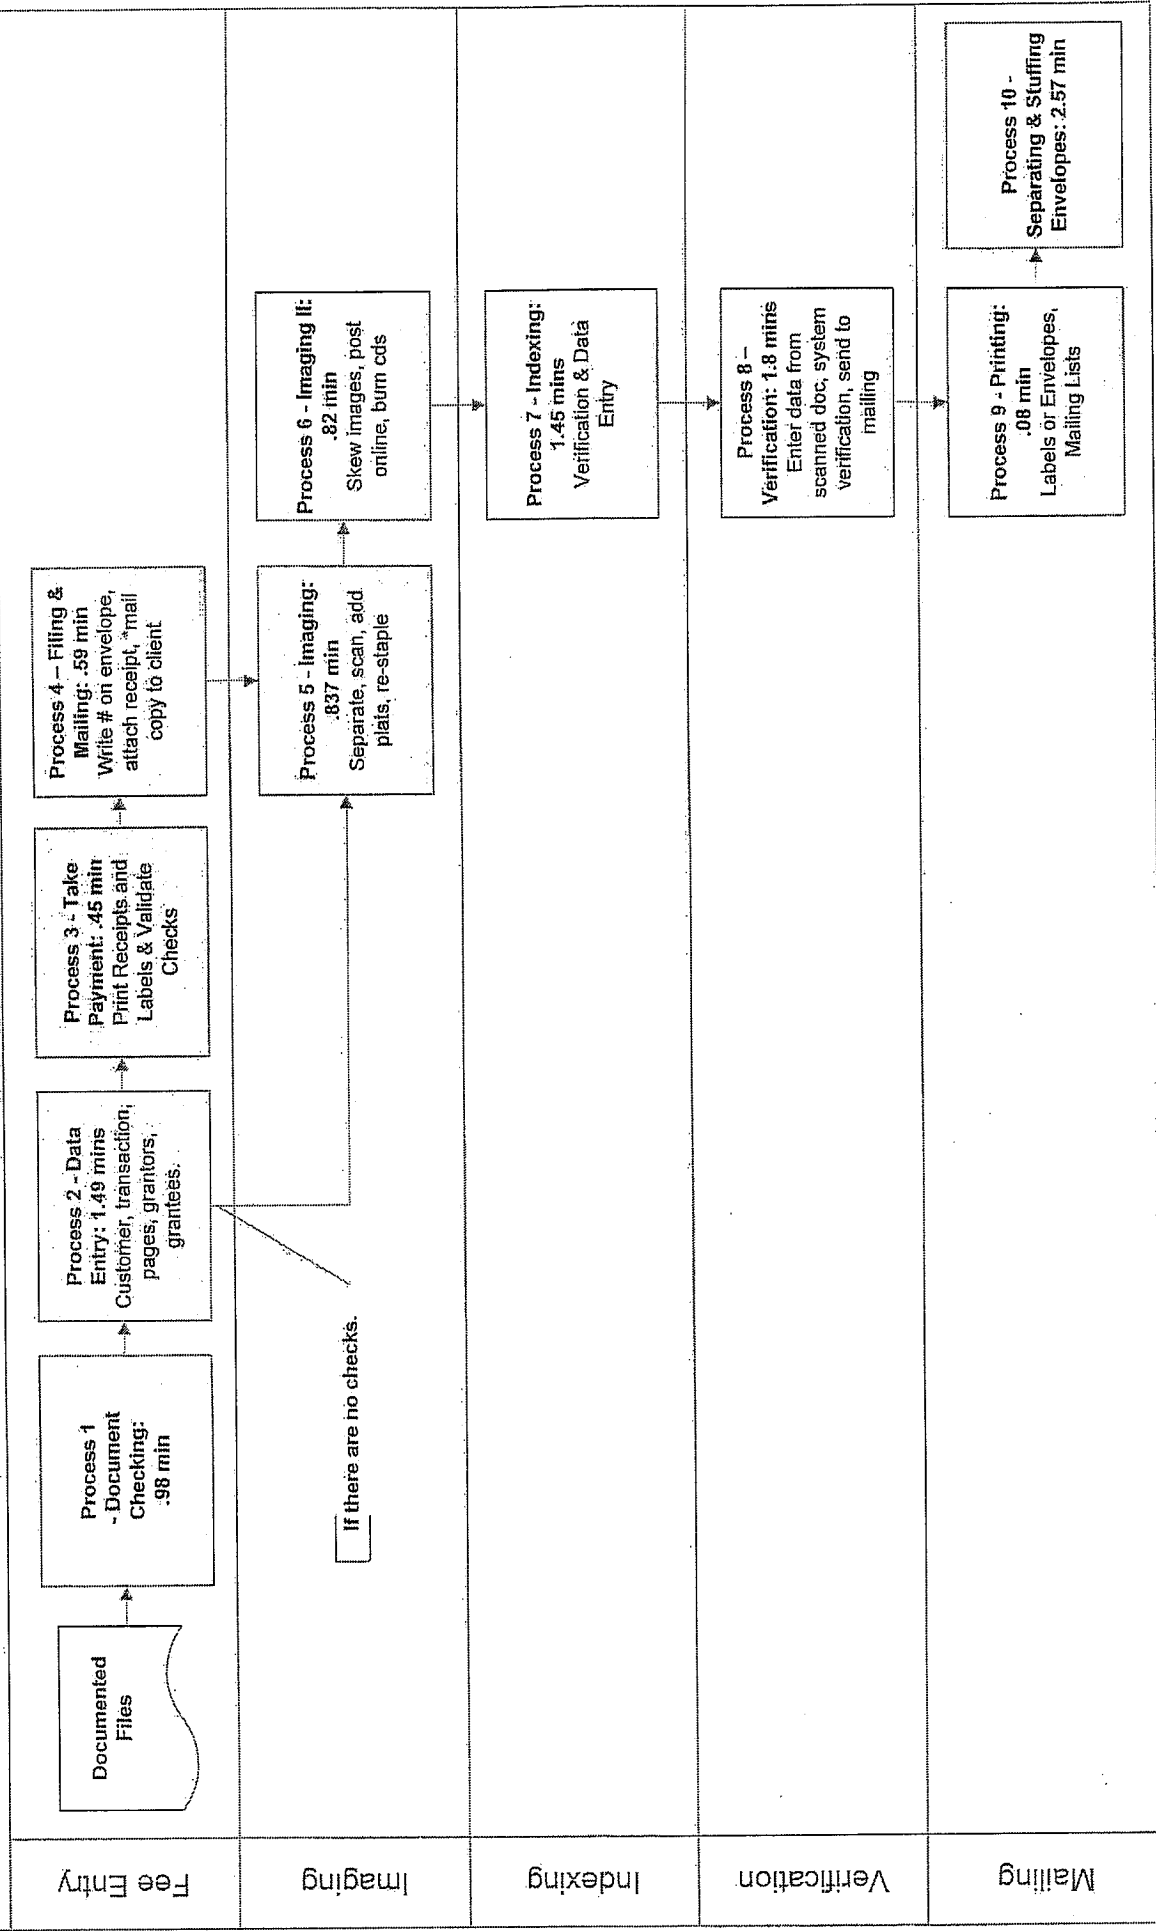 Fee Entry
Documented
Files
Process 1
- Document
Checking:
.98 min
Process 2 - Data
Entry: 1.49 mins
Customer, transaction,
pages, grantors,
grantees.
Process 3 - Take
Payment: .45 min
Print Receipts and
Labels & Validate
Checks
Process 4 – Filing &
Mailing: .59 min
Write # on envelope,
attach receipt, *mail
copy to client
Imaging
If there are no checks.
Process 5 - Imaging:
.837 min
Separate, scan, add
plats, re-staple
Process 6 - Imaging II:
.82 min
Skew images, post
online, burn cds
Indexing
Process 7 - Indexing:
1.45 mins
Verification & Data
Entry
Verification
Process 8 –
Verification: 1.8 mins
Enter data from
scanned doc, system
verification, send to
mailing
Mailing
Process 9 - Printing:
.08 min
Labels or Envelopes,
Mailing Lists
Process 10 -
Separating & Stuffing
Envelopes: 2.57 min